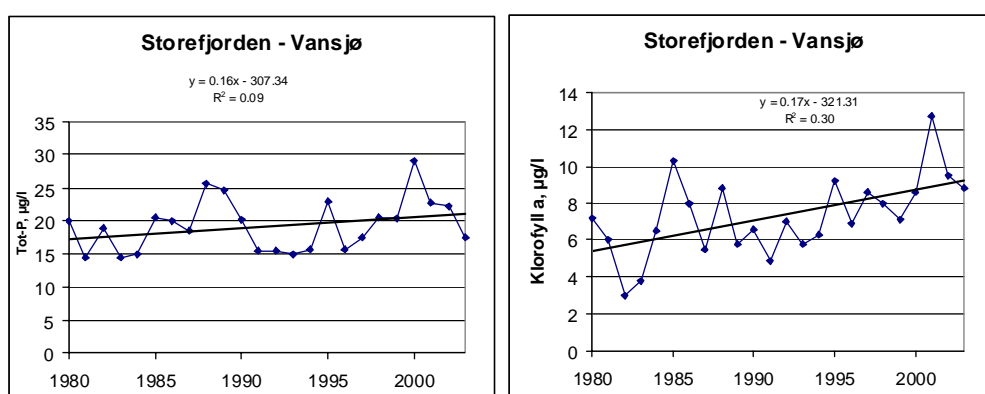 Storefjorden - Vansjø
y = 0.16x - 307.34
R² = 0.09
Tot-P, µg/l
35
30
25
20
15
10
5
0
1980 1985 1990 1995 2000
Storefjorden - Vansjø
y = 0.17x - 321.31
R² = 0.30
Klorofyll a, µg/l
14
12
10
8
6
4
2
0
1980 1985 1990 1995 2000